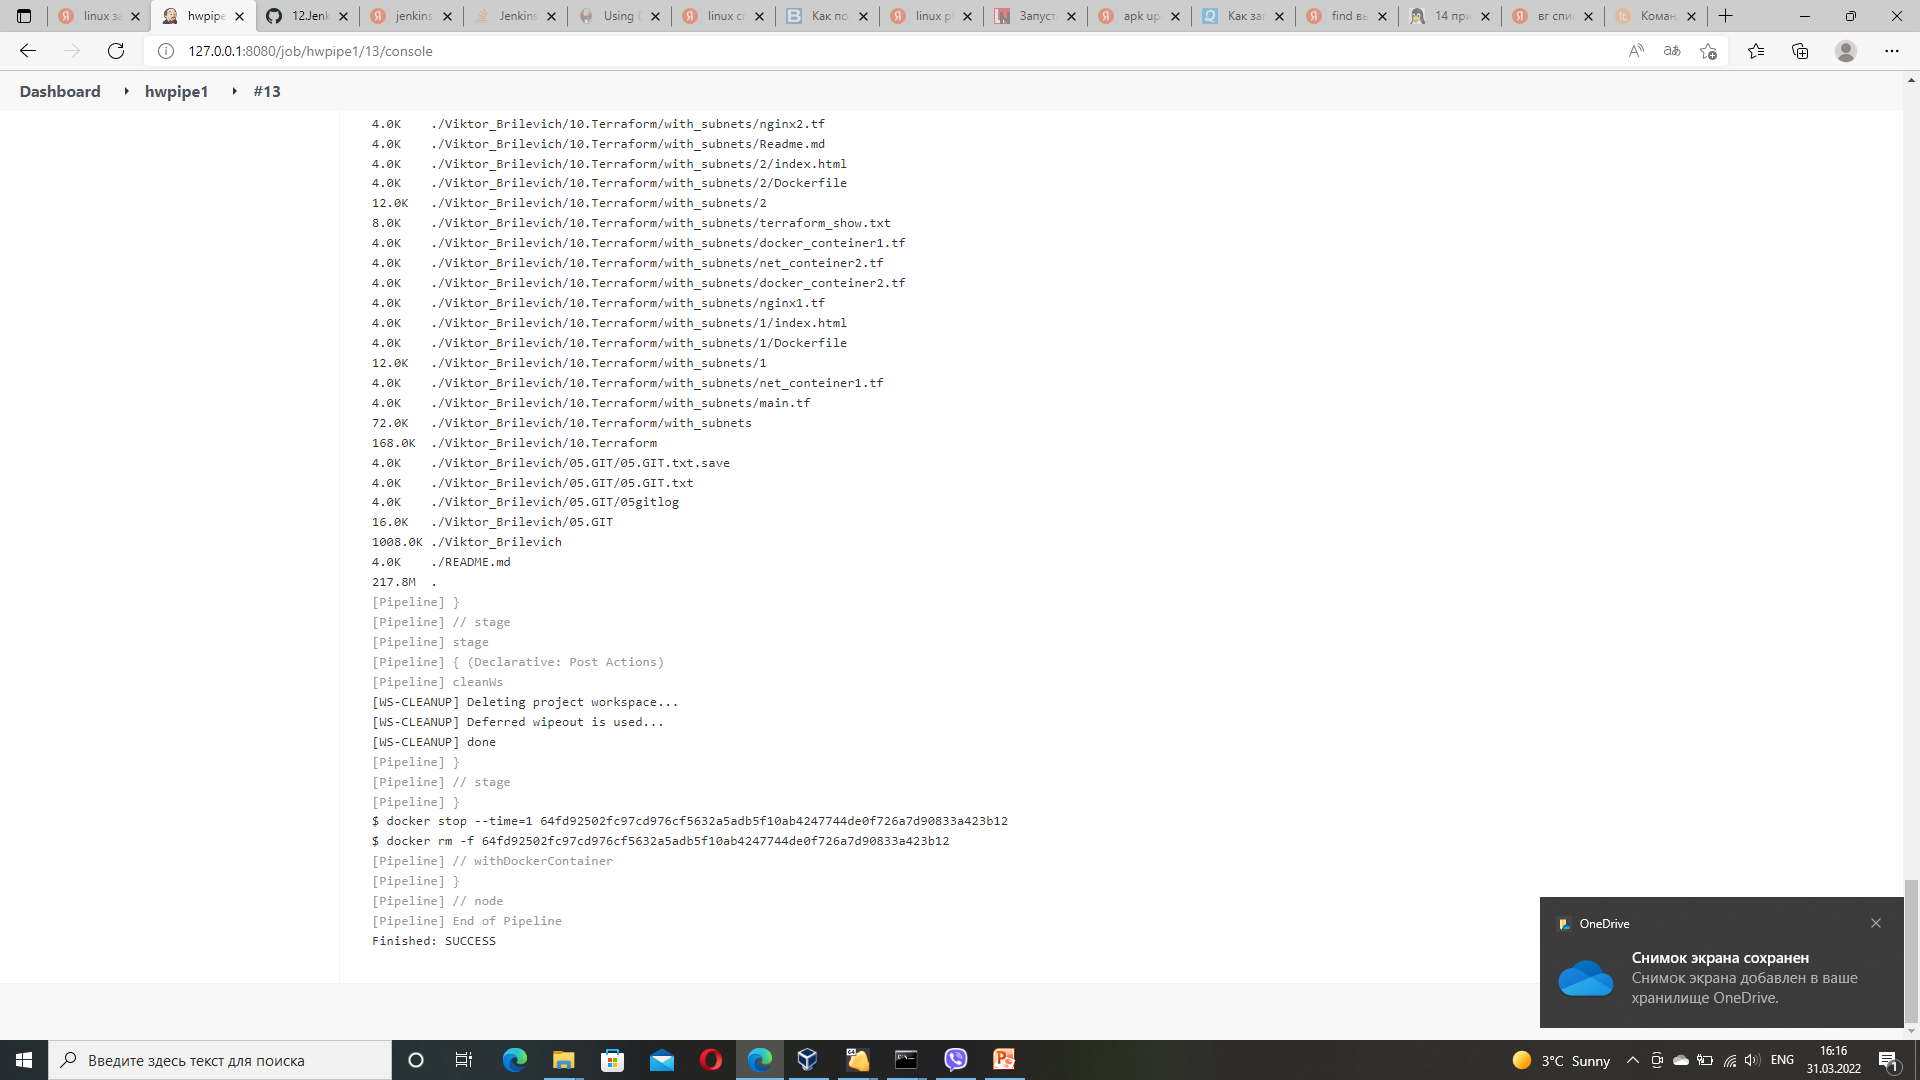 linux за
hwpipe
12.Jenk
jenkins
Jenkins
Using D
linux сг
Как по
linux pl
Запуст
apk up
Как заг
find вы
14 при
вг спис
Коман
127.0.0.1:8080/job/hwpipe1/13/console
Dashboard hwpipe1 #13
4.0K ./Viktor_Brilevich/10.Terraform/with_subnets/nginx2.tf
4.0K ./Viktor_Brilevich/10.Terraform/with_subnets/Readme.md
4.0K ./Viktor_Brilevich/10.Terraform/with_subnets/2/index.html
4.0K ./Viktor_Brilevich/10.Terraform/with_subnets/2/Dockerfile
12.0K ./Viktor_Brilevich/10.Terraform/with_subnets/2
8.0K ./Viktor_Brilevich/10.Terraform/with_subnets/terraform_show.txt
4.0K ./Viktor_Brilevich/10.Terraform/with_subnets/docker_conteiner1.tf
4.0K ./Viktor_Brilevich/10.Terraform/with_subnets/net_conteiner2.tf
4.0K ./Viktor_Brilevich/10.Terraform/with_subnets/docker_conteiner2.tf
4.0K ./Viktor_Brilevich/10.Terraform/with_subnets/nginx1.tf
4.0K ./Viktor_Brilevich/10.Terraform/with_subnets/1/index.html
4.0K ./Viktor_Brilevich/10.Terraform/with_subnets/1/Dockerfile
12.0K ./Viktor_Brilevich/10.Terraform/with_subnets/1
4.0K ./Viktor_Brilevich/10.Terraform/with_subnets/net_conteiner1.tf
4.0K ./Viktor_Brilevich/10.Terraform/with_subnets/main.tf
72.0K ./Viktor_Brilevich/10.Terraform/with_subnets
168.0K ./Viktor_Brilevich/10.Terraform
4.0K ./Viktor_Brilevich/05.GIT/05.GIT.txt.save
4.0K ./Viktor_Brilevich/05.GIT/05.GIT.txt
4.0K ./Viktor_Brilevich/05.GIT/05gitlog
16.0K ./Viktor_Brilevich/05.GIT
1008.0K ./Viktor_Brilevich
4.0K ./README.md
217.8M .
[Pipeline] }
[Pipeline] // stage
[Pipeline] stage
[Pipeline] { (Declarative: Post Actions)
[Pipeline] cleanWs
[WS-CLEANUP] Deleting project workspace...
[WS-CLEANUP] Deferred wipeout is used...
[WS-CLEANUP] done
[Pipeline] }
[Pipeline] // stage
[Pipeline] }
$ docker stop --time=1 64fd92502fc97cd976cf5632a5adb5f10ab4247744de0f726a7d90833a423b12
$ docker rm -f 64fd92502fc97cd976cf5632a5adb5f10ab4247744de0f726a7d90833a423b12
[Pipeline] // withDockerContainer
[Pipeline] }
[Pipeline] // node
[Pipeline] End of Pipeline
Finished: SUCCESS
OneDrive
Снимок экрана сохранен
Снимок экрана добавлен в ваше
хранилище OneDrive.
Введите здесь текст для поиска
3°C Sunny
ENG
16:16
31.03.2022
1